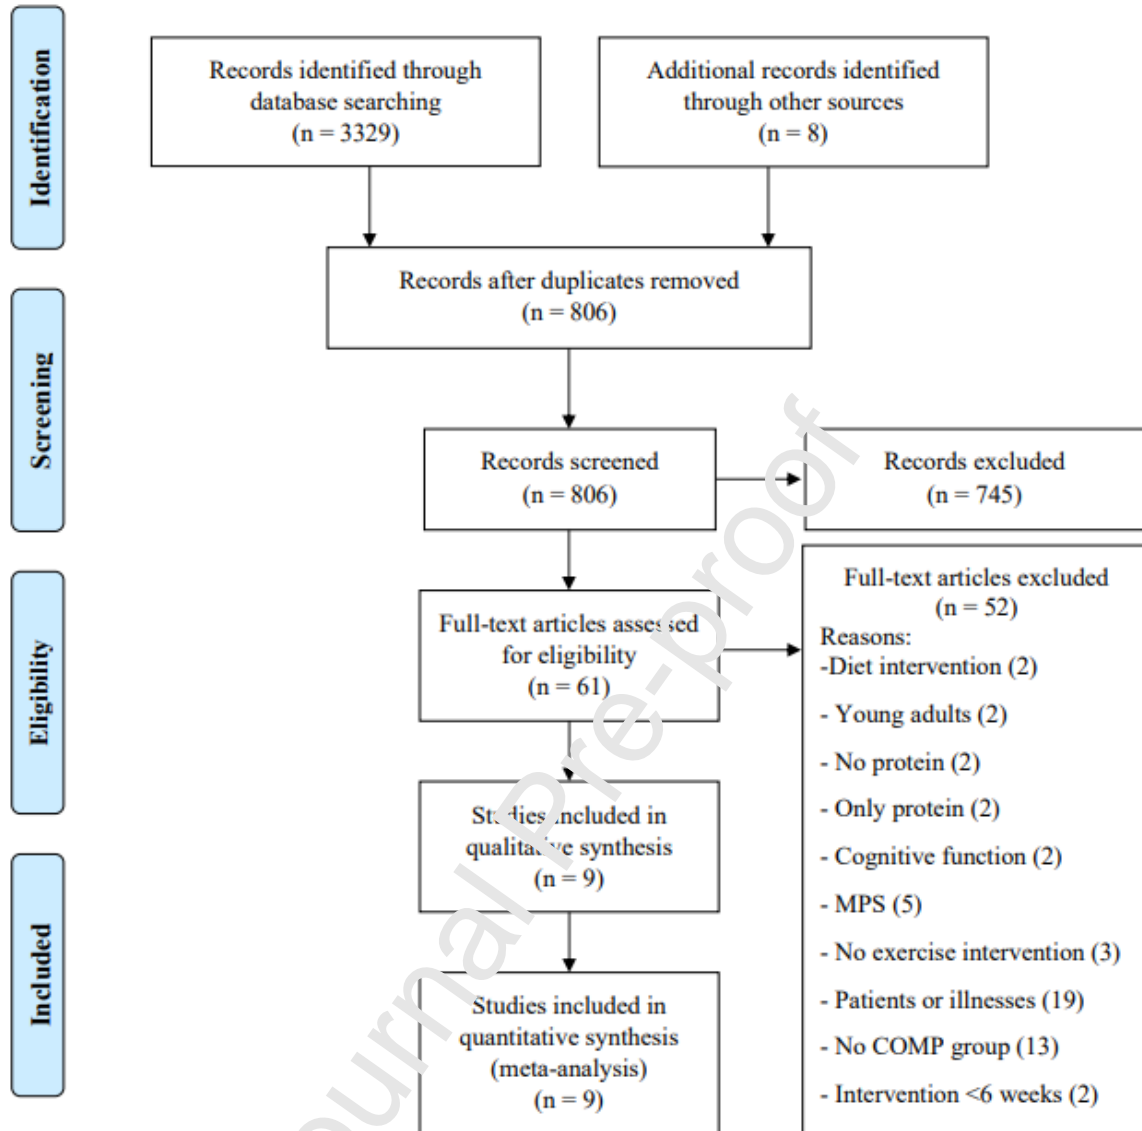 Identification
Records identified through
database searching
(n = 3329)
Additional records identified
through other sources
(n = 8)
Records after duplicates removed
(n = 806)
Screening
Records screened
(n = 806)
Records excluded
(n = 745)
Eligibility
Full-text articles assessed
for eligibility
(n = 61)
Full-text articles excluded
(n = 52)
Reasons:
-Diet intervention (2)
- Young adults (2)
- No protein (2)
- Only protein (2)
- Cognitive function (2)
- MPS (5)
- No exercise intervention (3)
- Patients or illnesses (19)
- No COMP group (13)
- Intervention <6 weeks (2)
Studies included in
qualitative synthesis
(n = 9)
Included
Studies included in
quantitative synthesis
(meta-analysis)
(n = 9)
ournal Pre-proof